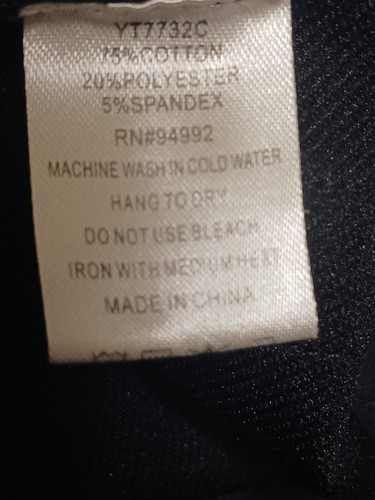 YT7732C
75%COTTON
20%POLYESTER
5%SPANDEX
RN#94992
MACHINE WASH IN COLD WATER
HANG TO DRY
DO NOT USE BLEACH
IRON WITH MEDIUM HEAT
MADE IN CHINA